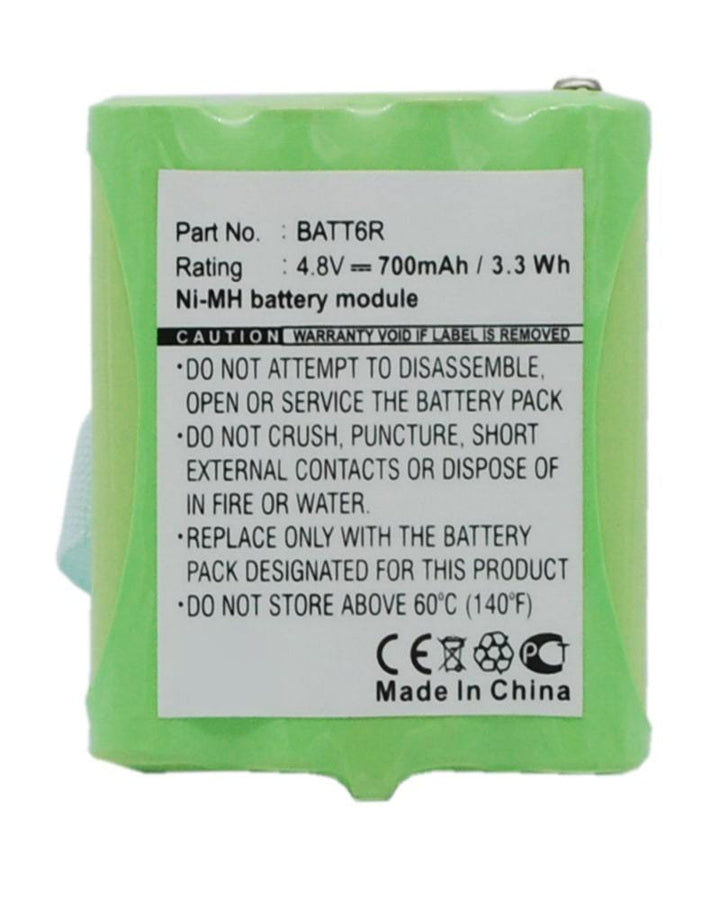 Part No. : BATT6R
Rating : 4.8V ⎓ 700mAh / 3.3 Wh
Ni-MH battery module
CAUTION WARRANTY VOID IF LABEL IS REMOVED
·DO NOT ATTEMPT TO DISASSEMBLE,
OPEN OR SERVICE THE BATTERY PACK
·DO NOT CRUSH, PUNCTURE, SHORT
EXTERNAL CONTACTS OR DISPOSE OF
IN FIRE OR WATER.
·REPLACE ONLY WITH THE BATTERY
PACK DESIGNATED FOR THIS PRODUCT
·DO NOT STORE ABOVE 60°C (140°F)
CE PCT
Made In China